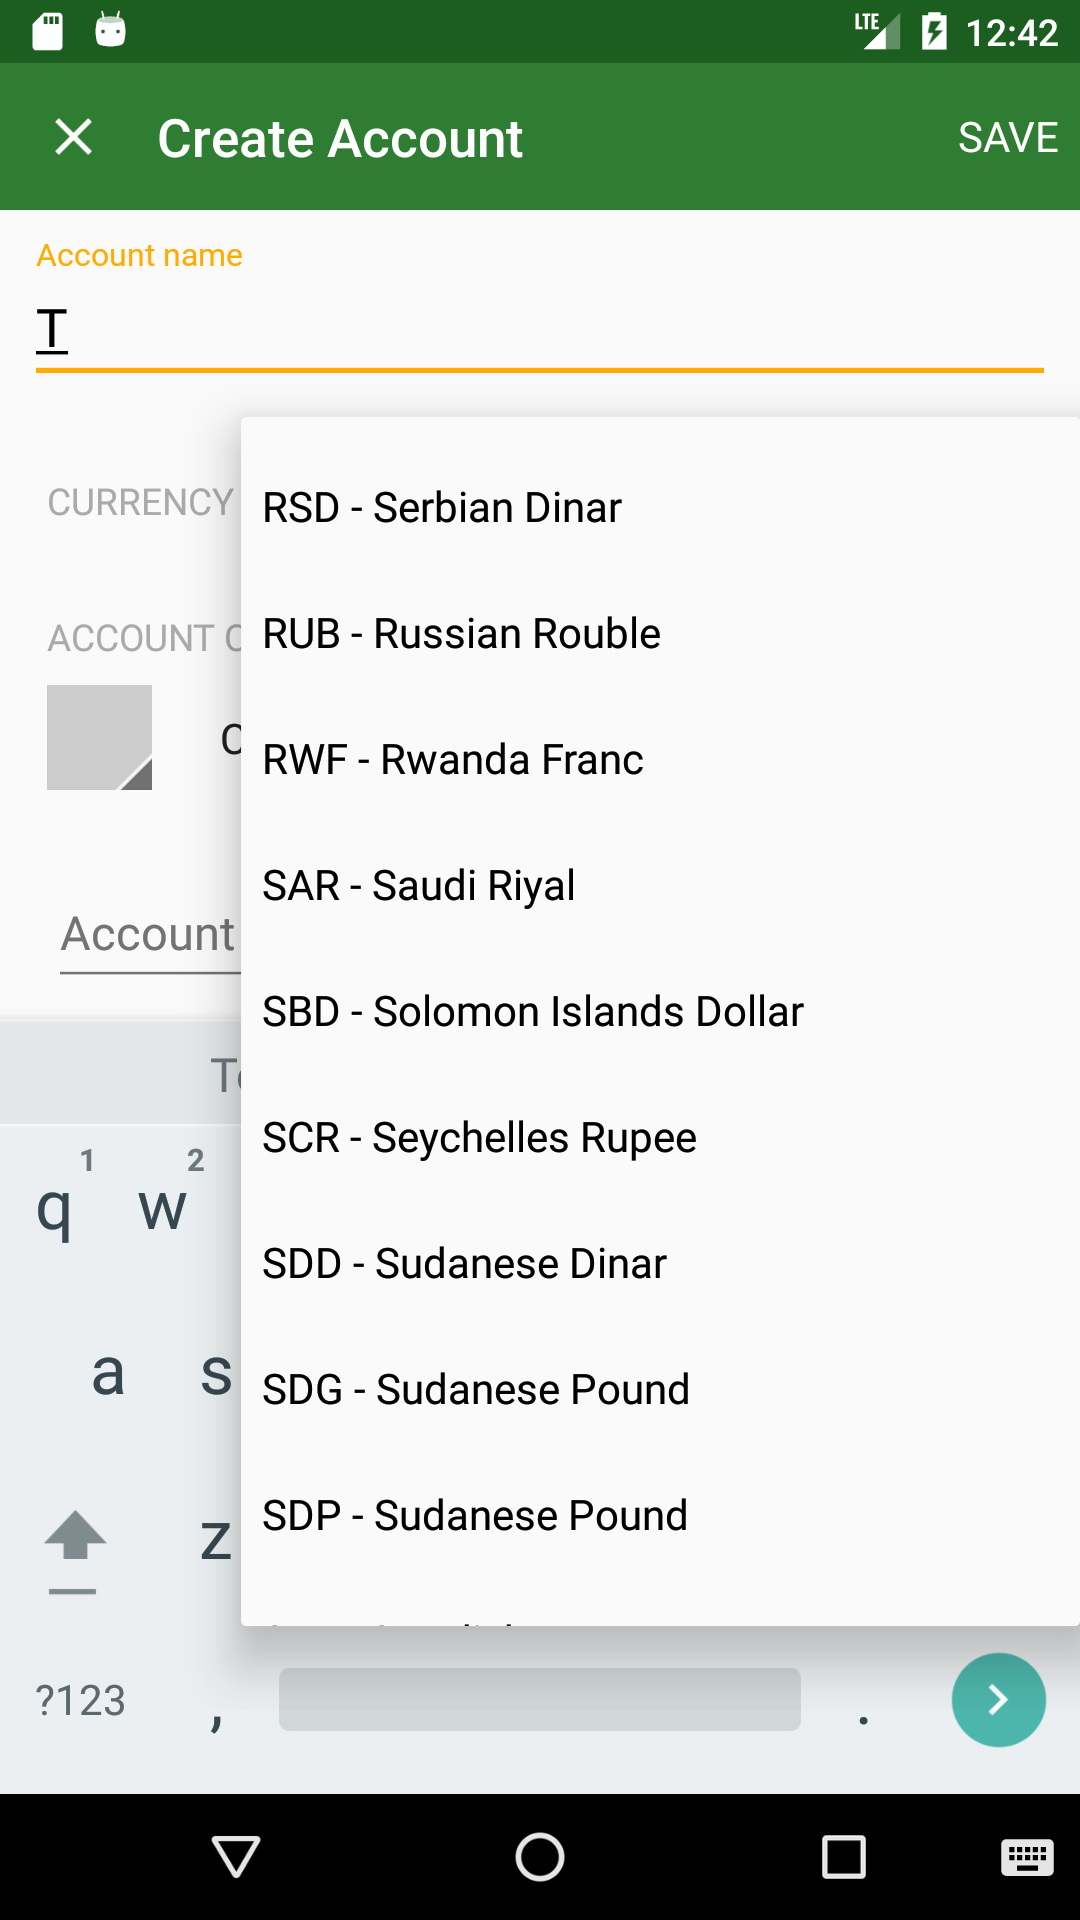 LTE 12:42
Create Account SAVE
Account name
T
CURRENCY
RSD - Serbian Dinar
RUB - Russian Rouble
ACCOUNT
RWF - Rwanda Franc
SAR - Saudi Riyal
Account
SBD - Solomon Islands Dollar
SCR - Seychelles Rupee
1 2
q w
SDD - Sudanese Dinar
a s
SDG - Sudanese Pound
z
SDP - Sudanese Pound
?123 , .